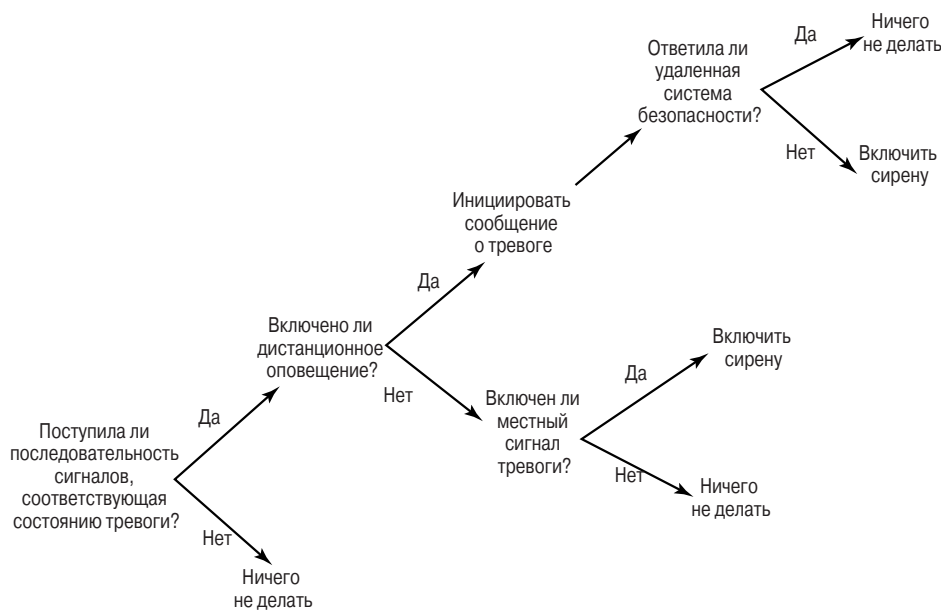 Ответила ли
удаленная
система
безопасности?
Да
Ничего
не делать
Нет
Включить
сирену
Инициировать
сообщение
о тревоге
Да
Включено ли
дистанционное
оповещение?
Нет
Включен ли
местный
сигнал
тревоги?
Да
Включить
сирену
Нет
Ничего
не делать
Поступила ли
последовательность
сигналов,
соответствующая
состоянию тревоги?
Да
Нет
Ничего
не делать